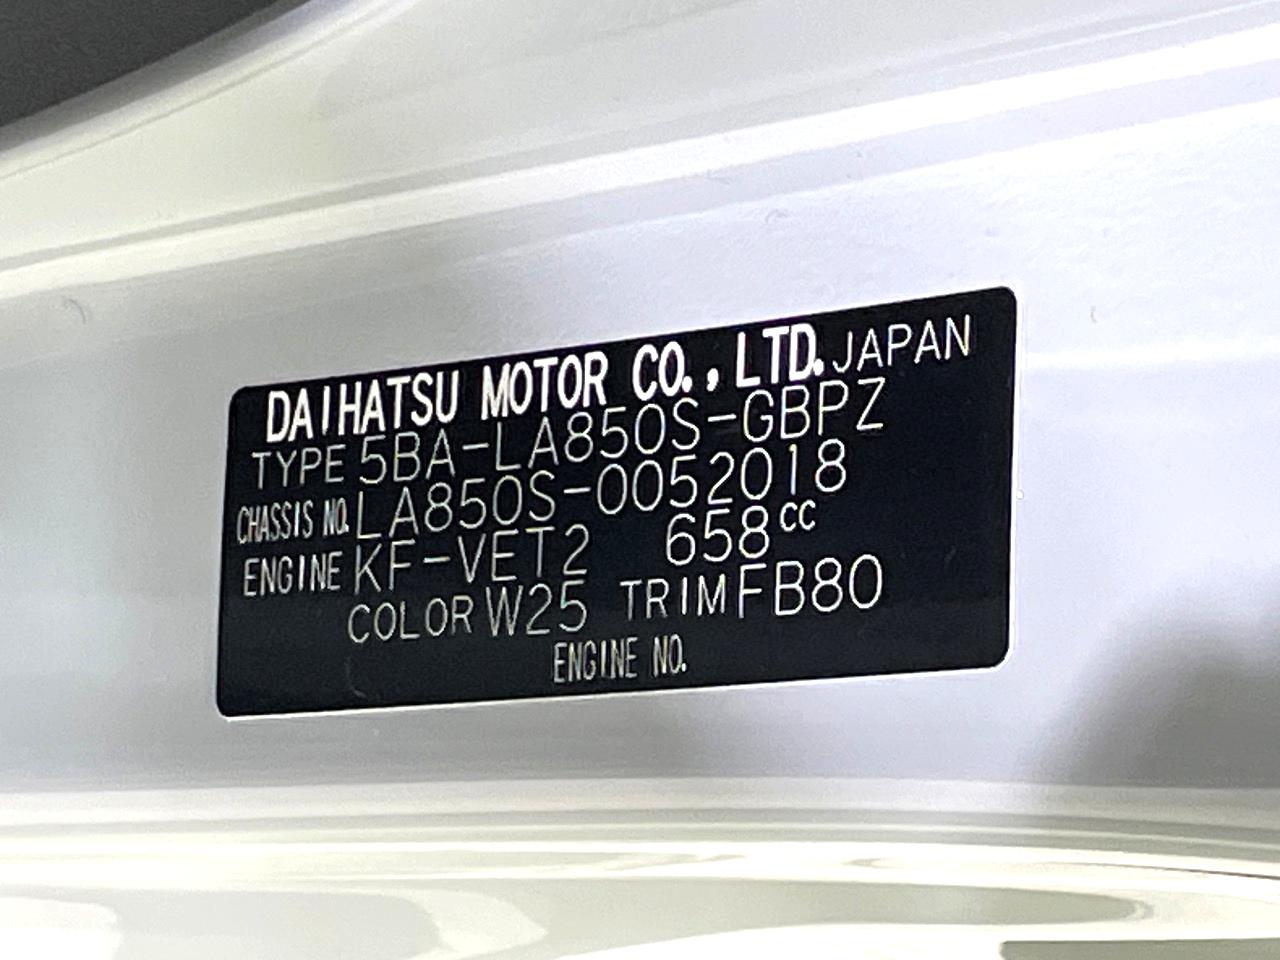 DAIHATSU MOTOR CO., LTD. JAPAN
TYPE 5BA-LA850S-GBPZ
CHASSIS NO. LA850S-0052018
ENGINE KF-VET2 658cc
COLOR W25 TRIM FB80
ENGINE NO.